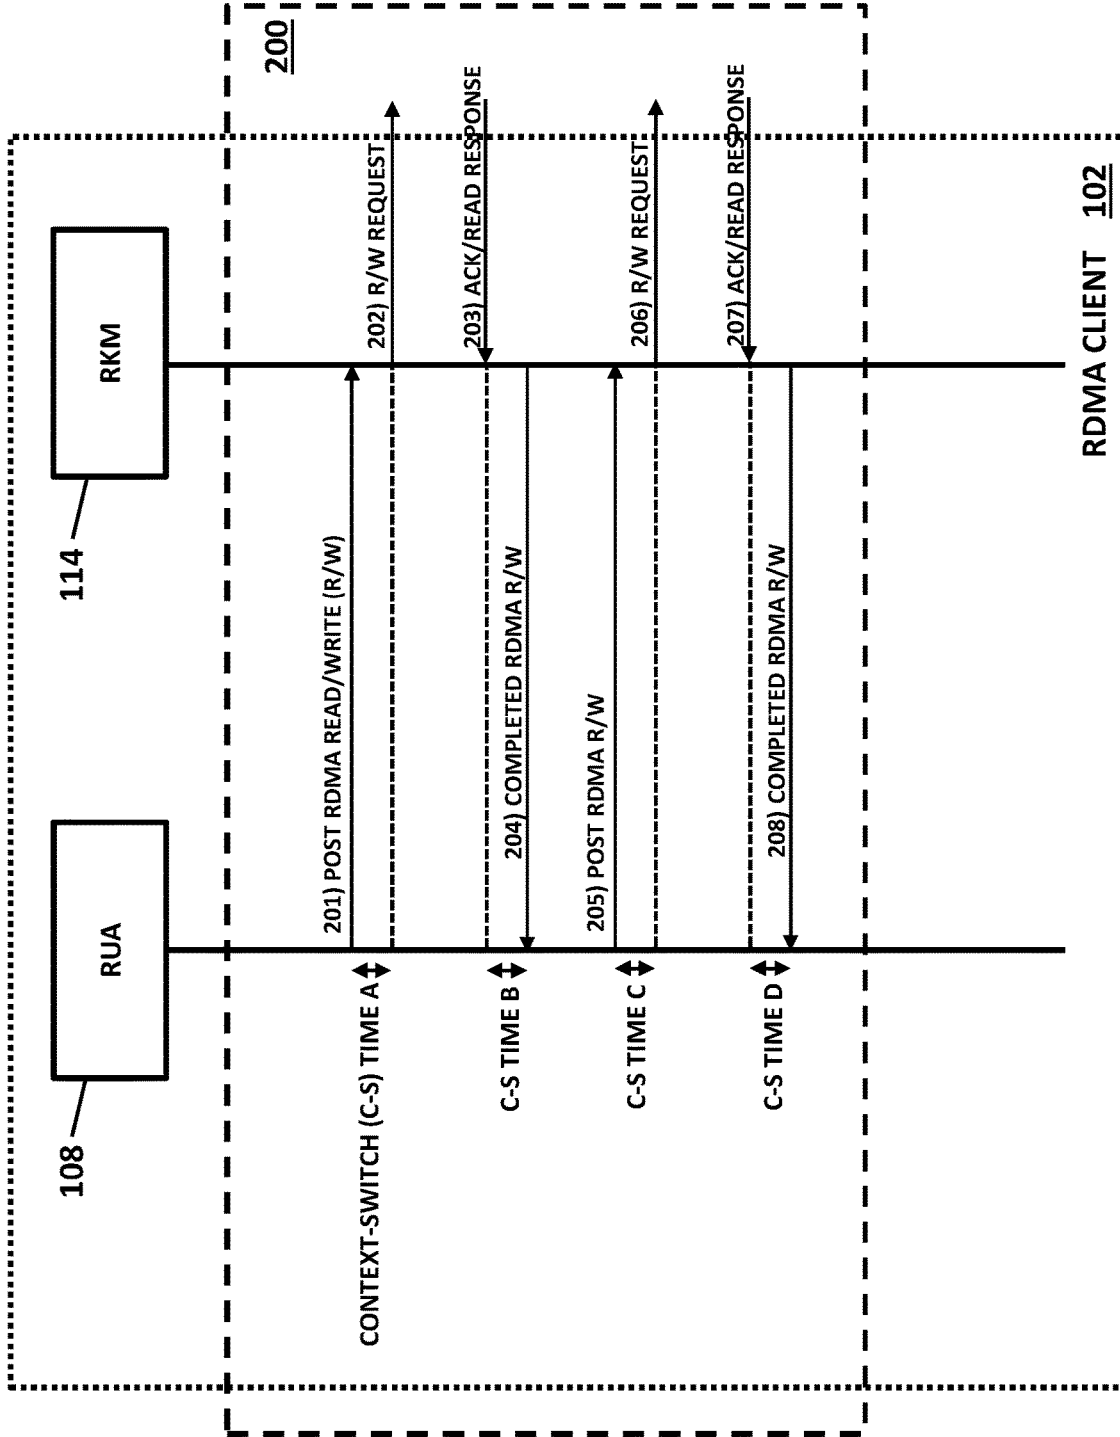 108
RUA
114
RKM
200
201) POST RDMA READ/WRITE (R/W)
202) R/W REQUEST
CONTEXT-SWITCH (C-S) TIME A
203) ACK/READ RESPONSE
C-S TIME B
204) COMPLETED RDMA R/W
205) POST RDMA R/W
206) R/W REQUEST
C-S TIME C
207) ACK/READ RESPONSE
C-S TIME D
208) COMPLETED RDMA R/W
RDMA CLIENT 102